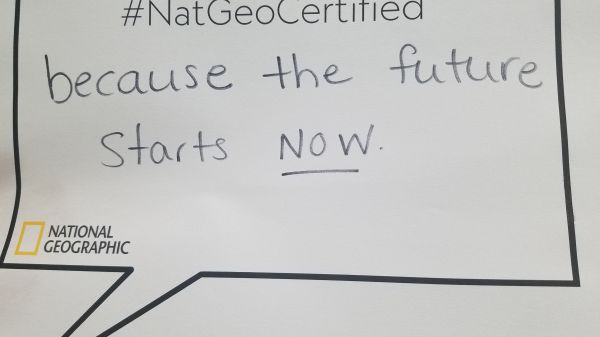 #NatGeoCertified
because the future
starts NOW.
NATIONAL
GEOGRAPHIC